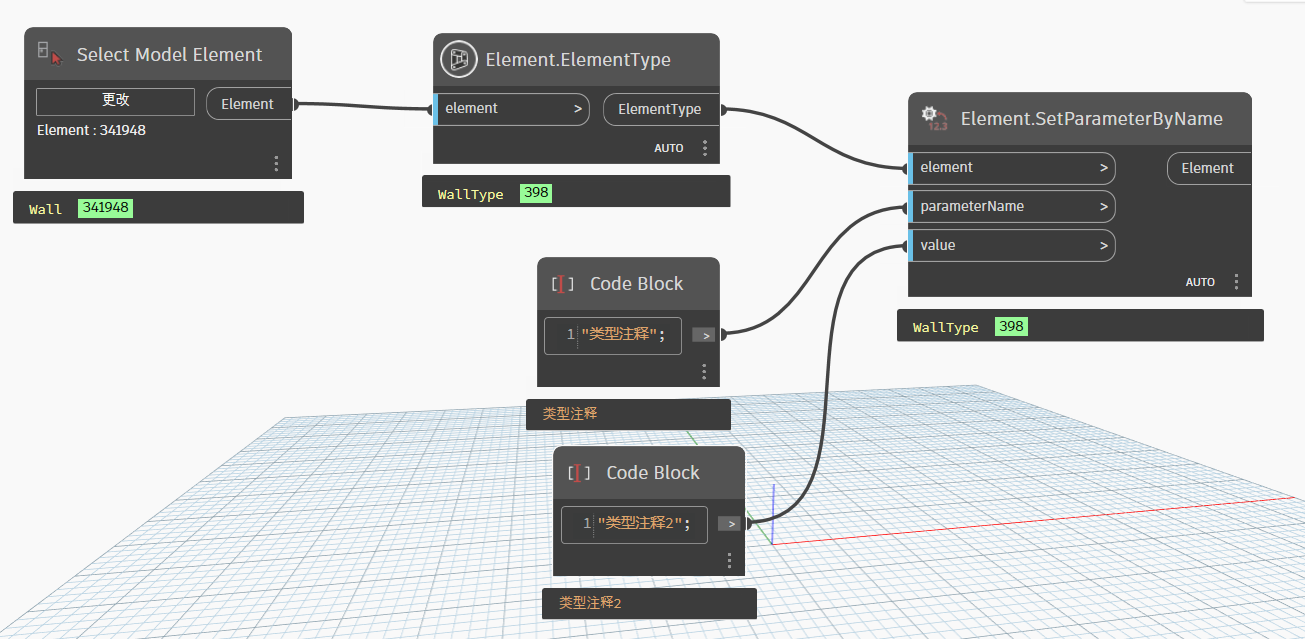 Select Model Element
更改
Element
Element : 341948
Wall 341948
Element.ElementType
element >
ElementType
AUTO
WallType 398
12.3
Element.SetParameterByName
element >
Element
parameterName >
value >
AUTO
WallType 398
Code Block
1 "类型注释"; >
类型注释
Code Block
1 "类型注释2"; >
类型注释2